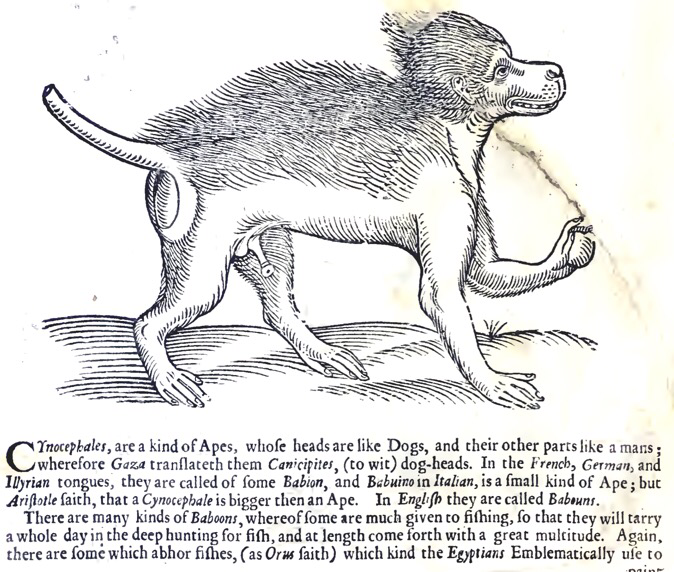 CYnocephales, are a kind of Apes, whoſe heads are like Dogs, and their other parts like a mans;
wherefore Gaza tranſlateth them Canicipites, (to wit) dog-heads. In the French, German, and
Illyrian tongues, they are called of ſome Babion, and Babuino in Italian, is a ſmall kind of Ape; but
Ariſtotle ſaith, that a Cynocephale is bigger then an Ape. In Engliſh they are called Babouns.
There are many kinds of Baboons, whereof ſome are much given to fiſhing, ſo that they will tarry
a whole day in the deep hunting for fiſh, and at length come forth with a great multitude. Again,
there are ſome which abhor fiſhes, (as Orus ſaith) which kind the Egyptians Emblematically uſe to